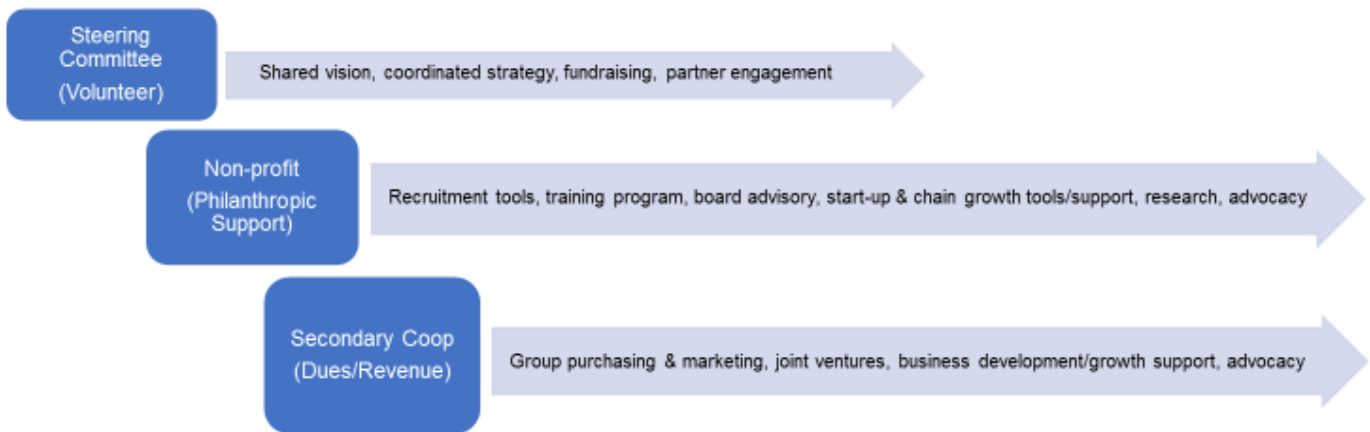 Steering
Committee
(Volunteer)
Shared vision, coordinated strategy, fundraising, partner engagement
Non-profit
(Philanthropic
Support)
Recruitment tools, training program, board advisory, start-up & chain growth tools/support, research, advocacy
Secondary Coop
(Dues/Revenue)
Group purchasing & marketing, joint ventures, business development/growth support, advocacy